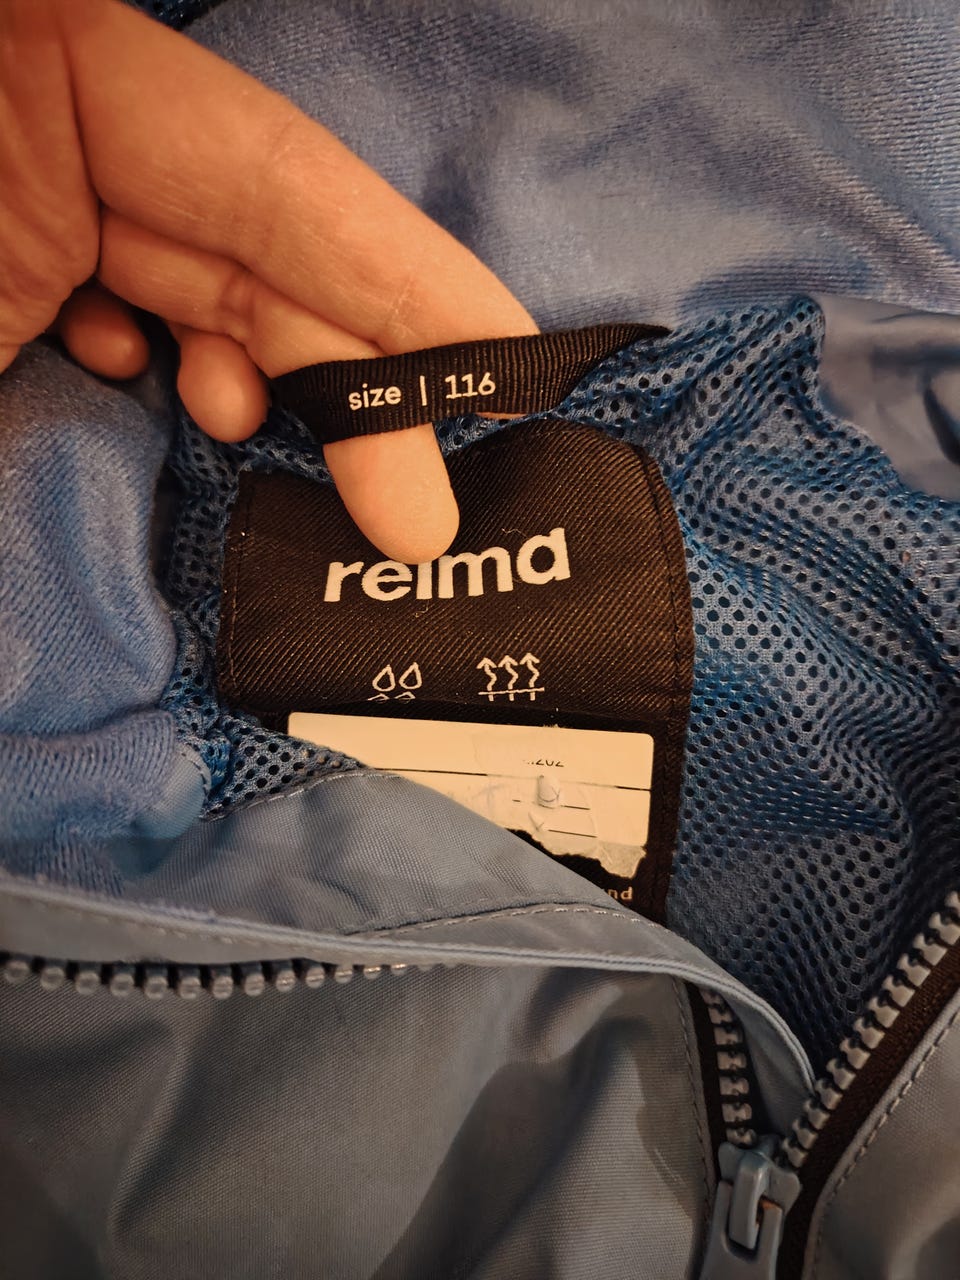 size | 116
reima